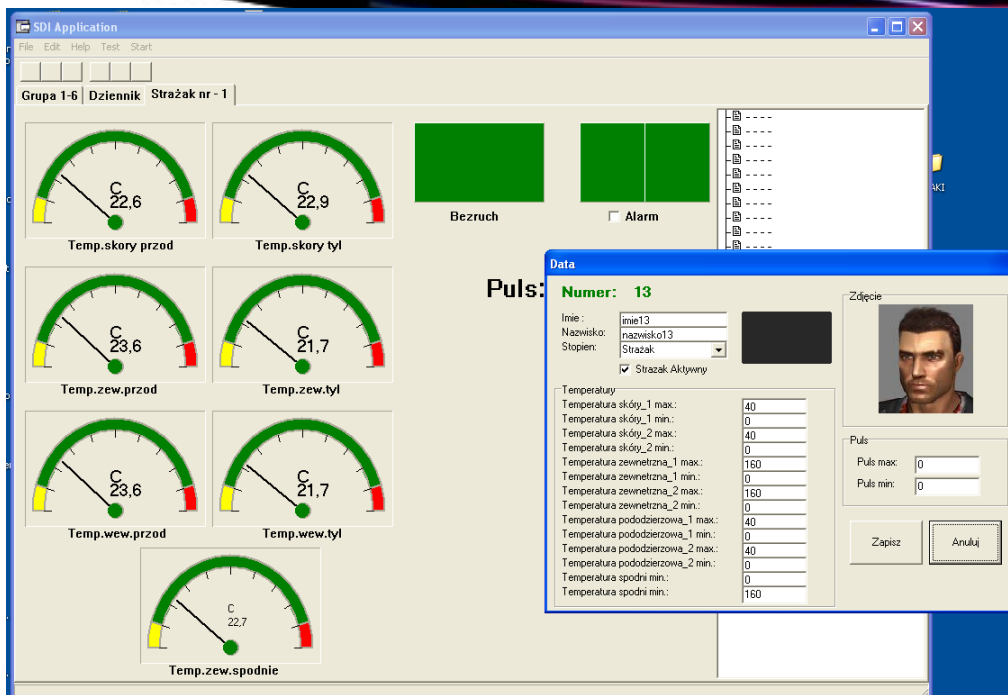 SDI Application
File Edit Help Test Start
Grupa 1-6 Dziennik Strażak nr - 1
C
22,6
Temp.skory przod
C
22,9
Temp.skory tyl
Bezruch
Alarm
C
23,6
Temp.zew.przod
C
21,7
Temp.zew.tyl
Puls:
C
23,6
Temp.wew.przod
C
21,7
Temp.wew.tyl
C
22,7
Temp.zew.spodnie
- - - -
- - - -
- - - -
- - - -
- - - -
- - - -
- - - -
- - - -
- - - -
- - - -
AKI
Data
Numer: 13
Imie : imie13
Nazwisko: nazwisko13
Stopien: Strażak
Strazak Aktywny
Temperatury
Temperatura skóry_1 max.: 40
Temperatura skóry_1 min.: 0
Temperatura skóry_2 max.: 40
Temperatura skóry_2 min.: 0
Temperatura zewnetrzna_1 max.: 160
Temperatura zewnetrzna_1 min.: 0
Temperatura zewnetrzna_2 max.: 160
Temperatura zewnetrzna_2 min.: 0
Temperatura pododzierzowa_1 max.: 40
Temperatura pododzierzowa_1 min.: 0
Temperatura pododzierzowa_2 max.: 40
Temperatura pododzierzowa_2 min.: 0
Temperatura spodni min.: 0
Temperatura spodni min.: 160
Zdjęcie
Puls
Puls max: 0
Puls min: 0
Zapisz Anuluj